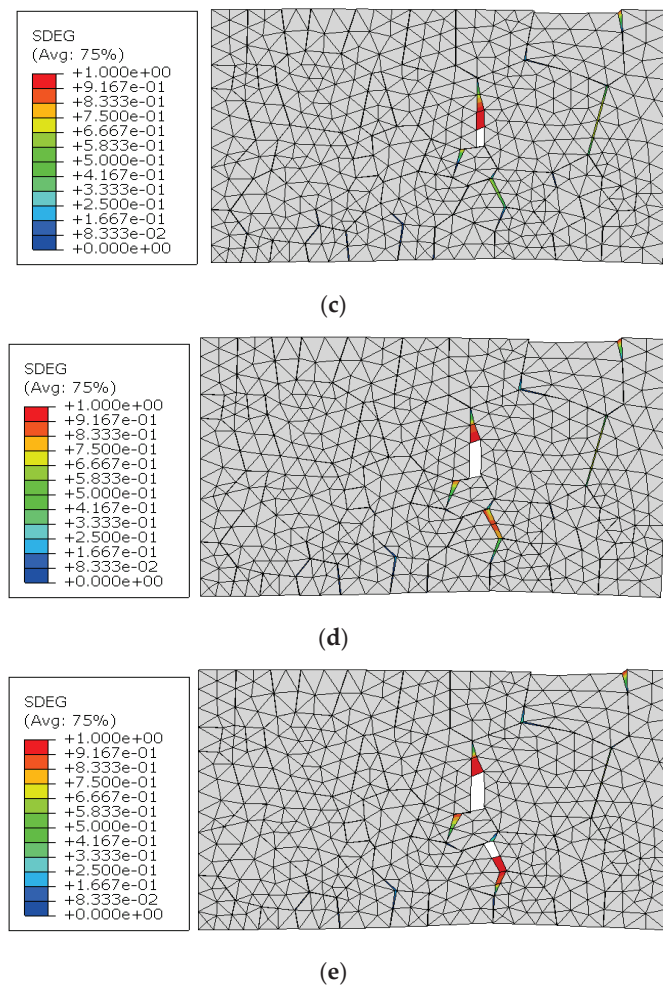 SDEG
(Avg: 75%)
+1.000e+00
+9.167e-01
+8.333e-01
+7.500e-01
+6.667e-01
+5.833e-01
+5.000e-01
+4.167e-01
+3.333e-01
+2.500e-01
+1.667e-01
+8.333e-02
+0.000e+00
(c)
SDEG
(Avg: 75%)
+1.000e+00
+9.167e-01
+8.333e-01
+7.500e-01
+6.667e-01
+5.833e-01
+5.000e-01
+4.167e-01
+3.333e-01
+2.500e-01
+1.667e-01
+8.333e-02
+0.000e+00
(d)
SDEG
(Avg: 75%)
+1.000e+00
+9.167e-01
+8.333e-01
+7.500e-01
+6.667e-01
+5.833e-01
+5.000e-01
+4.167e-01
+3.333e-01
+2.500e-01
+1.667e-01
+8.333e-02
+0.000e+00
(e)